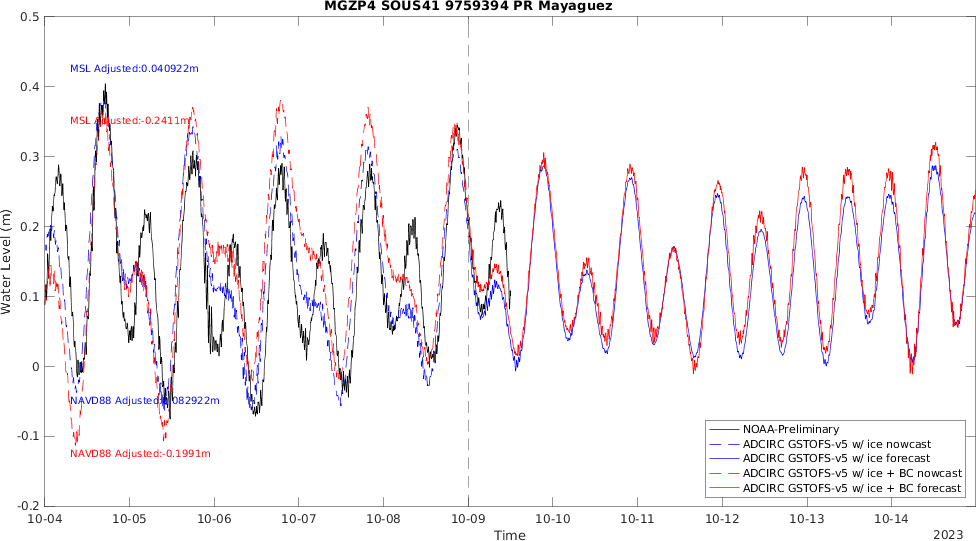 MGZP4 SOUS41 9759394 PR Mayaguez
0.5
0.4
0.3
0.2
0.1
0
-0.1
-0.2
Water Level (m)
MSL Adjusted:0.040922m
MSL Adjusted:-0.2411m
NAVD88 Adjusted:0.082922m
NAVD88 Adjusted:-0.1991m
NOAA-Preliminary
ADCIRC GSTOFS-v5 w/ ice nowcast
ADCIRC GSTOFS-v5 w/ ice forecast
ADCIRC GSTOFS-v5 w/ ice + BC nowcast
ADCIRC GSTOFS-v5 w/ ice + BC forecast
10-04 10-05 10-06 10-07 10-08 10-09 10-10 10-11 10-12 10-13 10-14
Time
2023